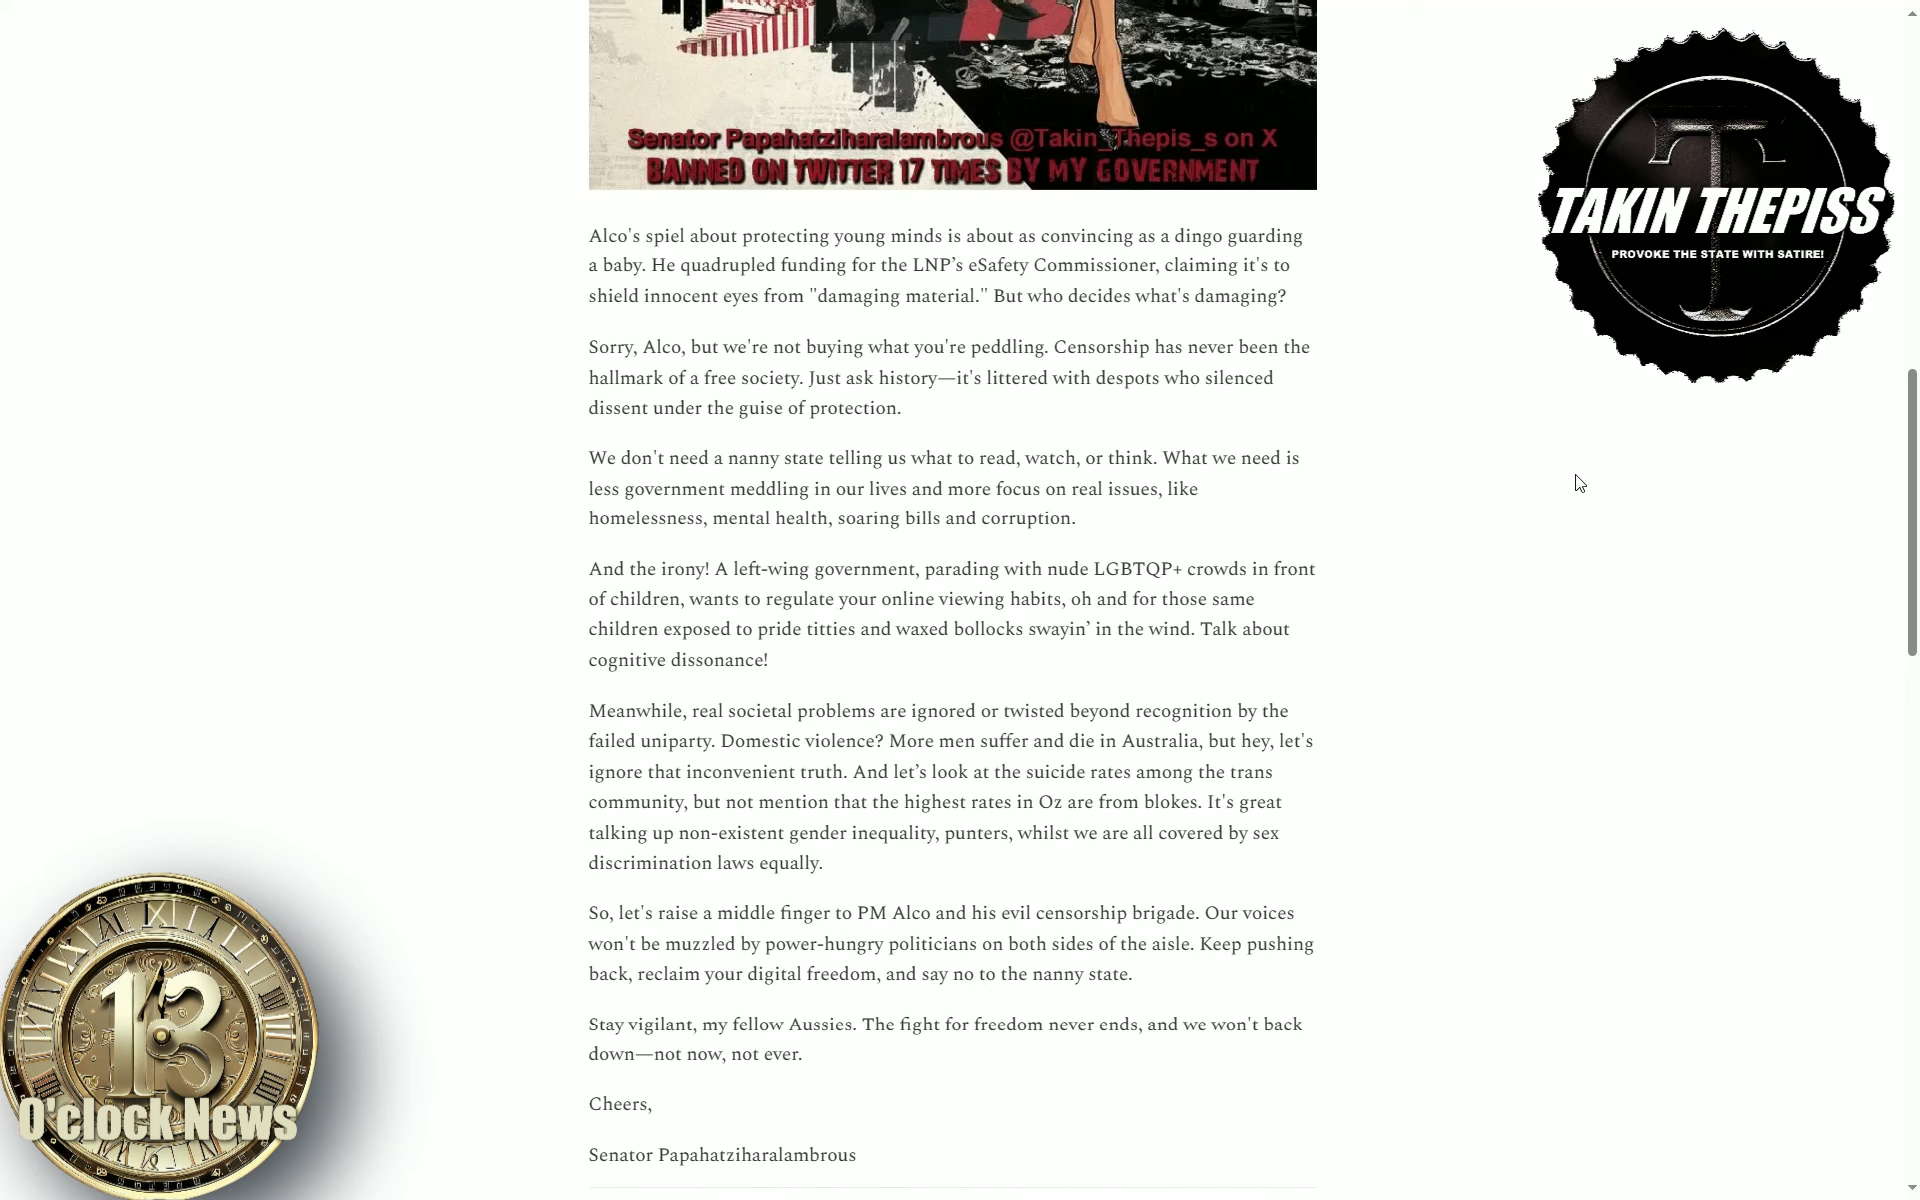 Senator Papahatziharalambrous @Takin_Thepis_s on X
BANNED ON TWITTER 17 TIMES BY MY GOVERNMENT
TAKIN THEPISS
PROVOKE THE STATE WITH SATIRE!
Alco's spiel about protecting young minds is about as convincing as a dingo guarding
a baby. He quadrupled funding for the LNP’s eSafety Commissioner, claiming it's to
shield innocent eyes from "damaging material." But who decides what's damaging?
Sorry, Alco, but we're not buying what you're peddling. Censorship has never been the
hallmark of a free society. Just ask history—it's littered with despots who silenced
dissent under the guise of protection.
We don't need a nanny state telling us what to read, watch, or think. What we need is
less government meddling in our lives and more focus on real issues, like
homelessness, mental health, soaring bills and corruption.
And the irony! A left-wing government, parading with nude LGBTQP+ crowds in front
of children, wants to regulate your online viewing habits, oh and for those same
children exposed to pride titties and waxed bollocks swayin’ in the wind. Talk about
cognitive dissonance!
Meanwhile, real societal problems are ignored or twisted beyond recognition by the
failed uniparty. Domestic violence? More men suffer and die in Australia, but hey, let's
ignore that inconvenient truth. And let’s look at the suicide rates among the trans
community, but not mention that the highest rates in Oz are from blokes. It's great
talking up non-existent gender inequality, punters, whilst we are all covered by sex
discrimination laws equally.
So, let's raise a middle finger to PM Alco and his evil censorship brigade. Our voices
won't be muzzled by power-hungry politicians on both sides of the aisle. Keep pushing
back, reclaim your digital freedom, and say no to the nanny state.
Stay vigilant, my fellow Aussies. The fight for freedom never ends, and we won't back
down—not now, not ever.
Cheers,
Senator Papahatziharalambrous
13
O'clock News